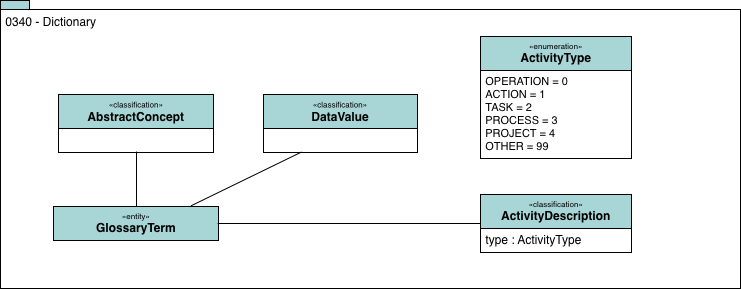 0340 - Dictionary
«enumeration»
ActivityType
OPERATION = 0
ACTION = 1
TASK = 2
PROCESS = 3
PROJECT = 4
OTHER = 99
«classification»
AbstractConcept
«classification»
DataValue
«entity»
GlossaryTerm
«classification»
ActivityDescription
type : ActivityType